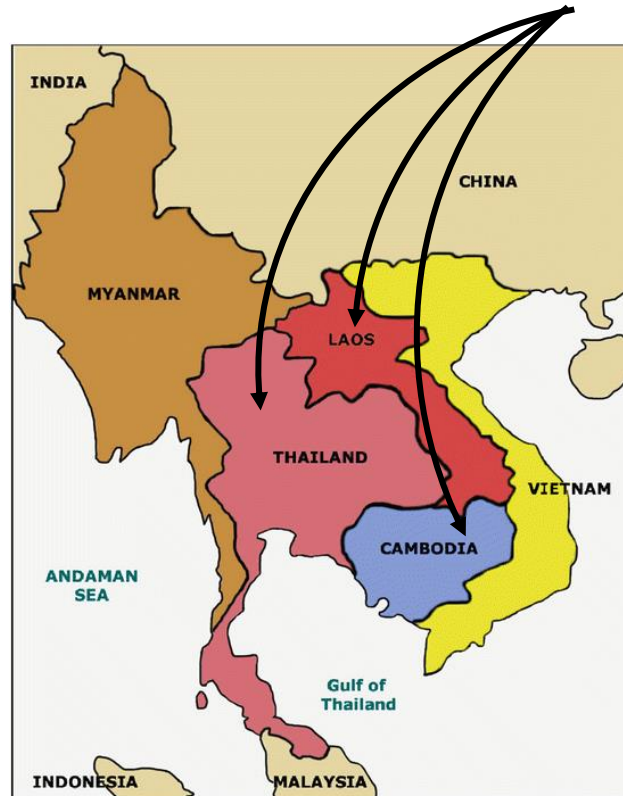 INDIA
CHINA
MYANMAR
LAOS
THAILAND
VIETNAM
CAMBODIA
ANDAMAN
SEA
Gulf of
Thailand
INDONESIA
MALAYSIA